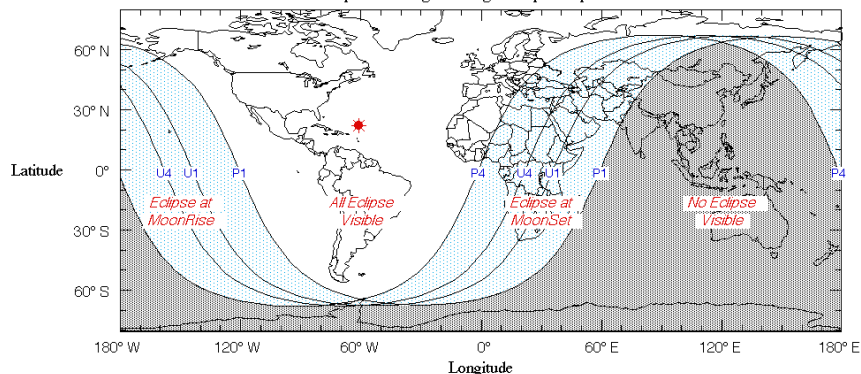 60° N
30° N
Latitude
0°
U4 U1 P1 P4 U4 U1 P1 P4
Eclipse at
MoonRise
All Eclipse
Visible
Eclipse at
MoonSet
No Eclipse
Visible
30° S
60° S
180° W 120° W 60° W 0° 60° E 120° E 180° E
Longitude